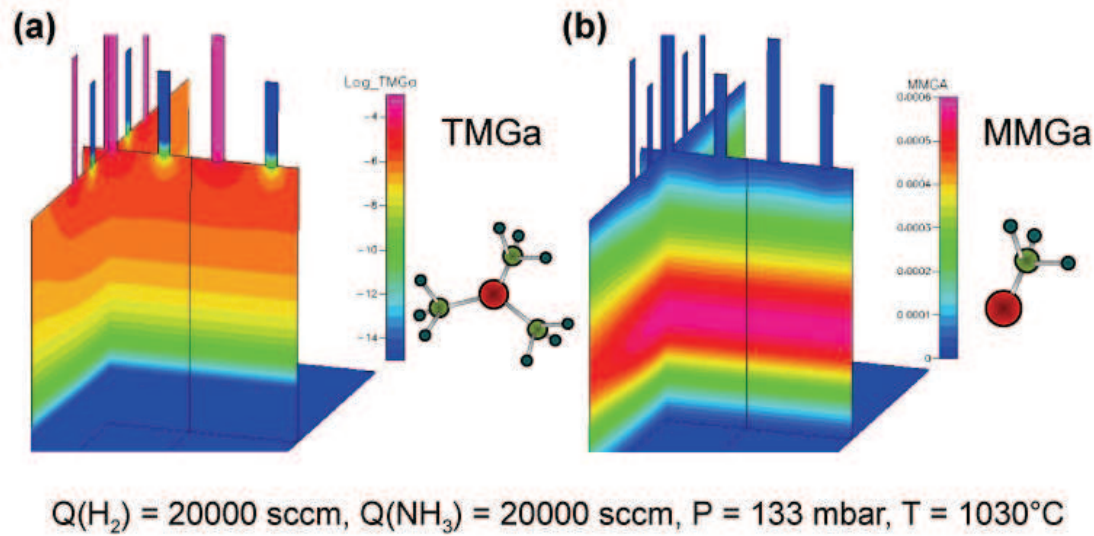 (a)
Log_TMGa
-4
-6
-8
-10
-12
-14
TMGa
(b)
MMGA
0.0006
0.0005
0.0004
0.0003
0.0002
0.0001
0
MMGa
Q(H₂) = 20000 sccm, Q(NH₃) = 20000 sccm, P = 133 mbar, T = 1030°C